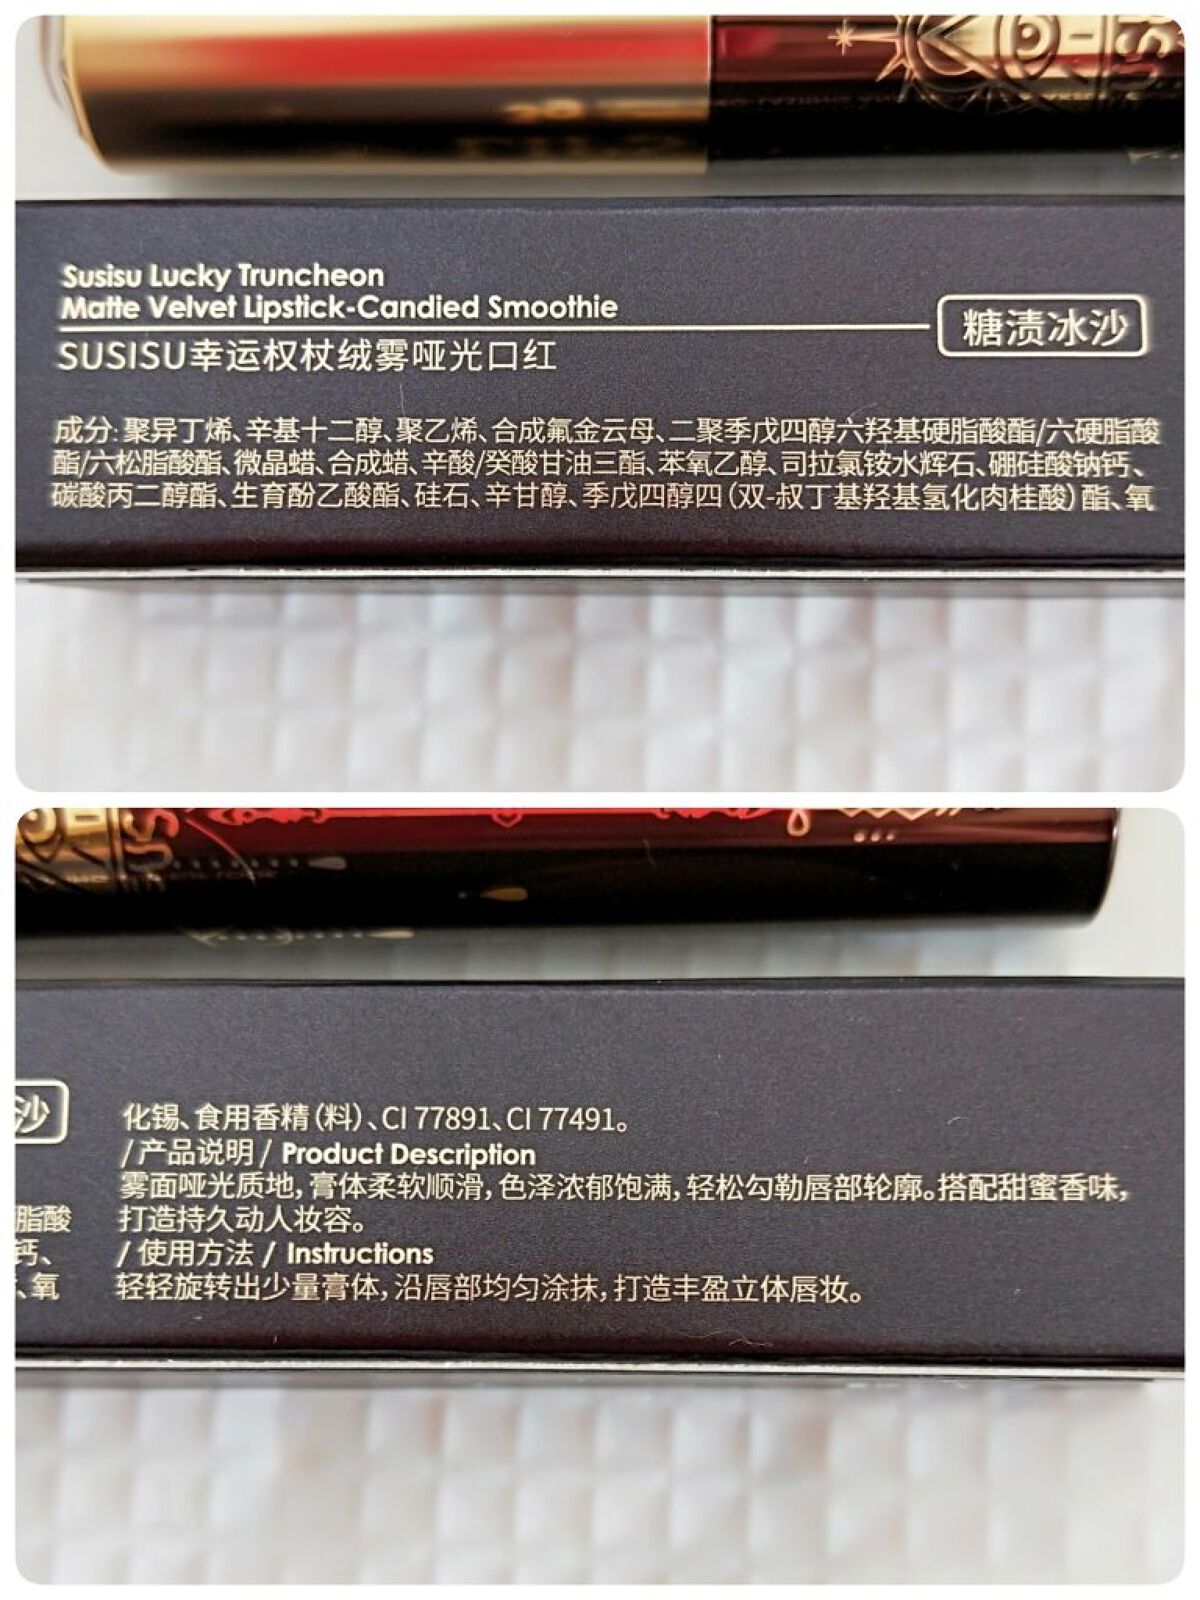 Susisu Lucky Truncheon
Matte Velvet Lipstick-Candied Smoothie
糖渍冰沙
SUSISU幸运权杖绒雾哑光口红
成分:聚异丁烯、辛基十二醇、聚乙烯、合成氟金云母、二聚季戊四醇六羟基硬脂酸酯/六硬脂酸
酯/六松脂酸酯、微晶蜡、合成蜡、辛酸/癸酸甘油三酯、苯氧乙醇、司拉氯铵水辉石、硼硅酸钠钙、
碳酸丙二醇酯、生育酚乙酸酯、硅石、辛甘醇、季戊四醇四(双-叔丁基羟基氢化肉桂酸)酯、氧
沙
化锡、食用香精(料)、CI 77891、CI 77491。
/产品说明/ Product Description
雾面哑光质地,膏体柔软顺滑,色泽浓郁饱满,轻松勾勒唇部轮廓。搭配甜蜜香味,
脂酸 打造持久动人妆容。
钙、 / 使用方法 / Instructions
、氧 轻轻旋转出少量膏体,沿唇部均匀涂抹,打造丰盈立体唇妆。